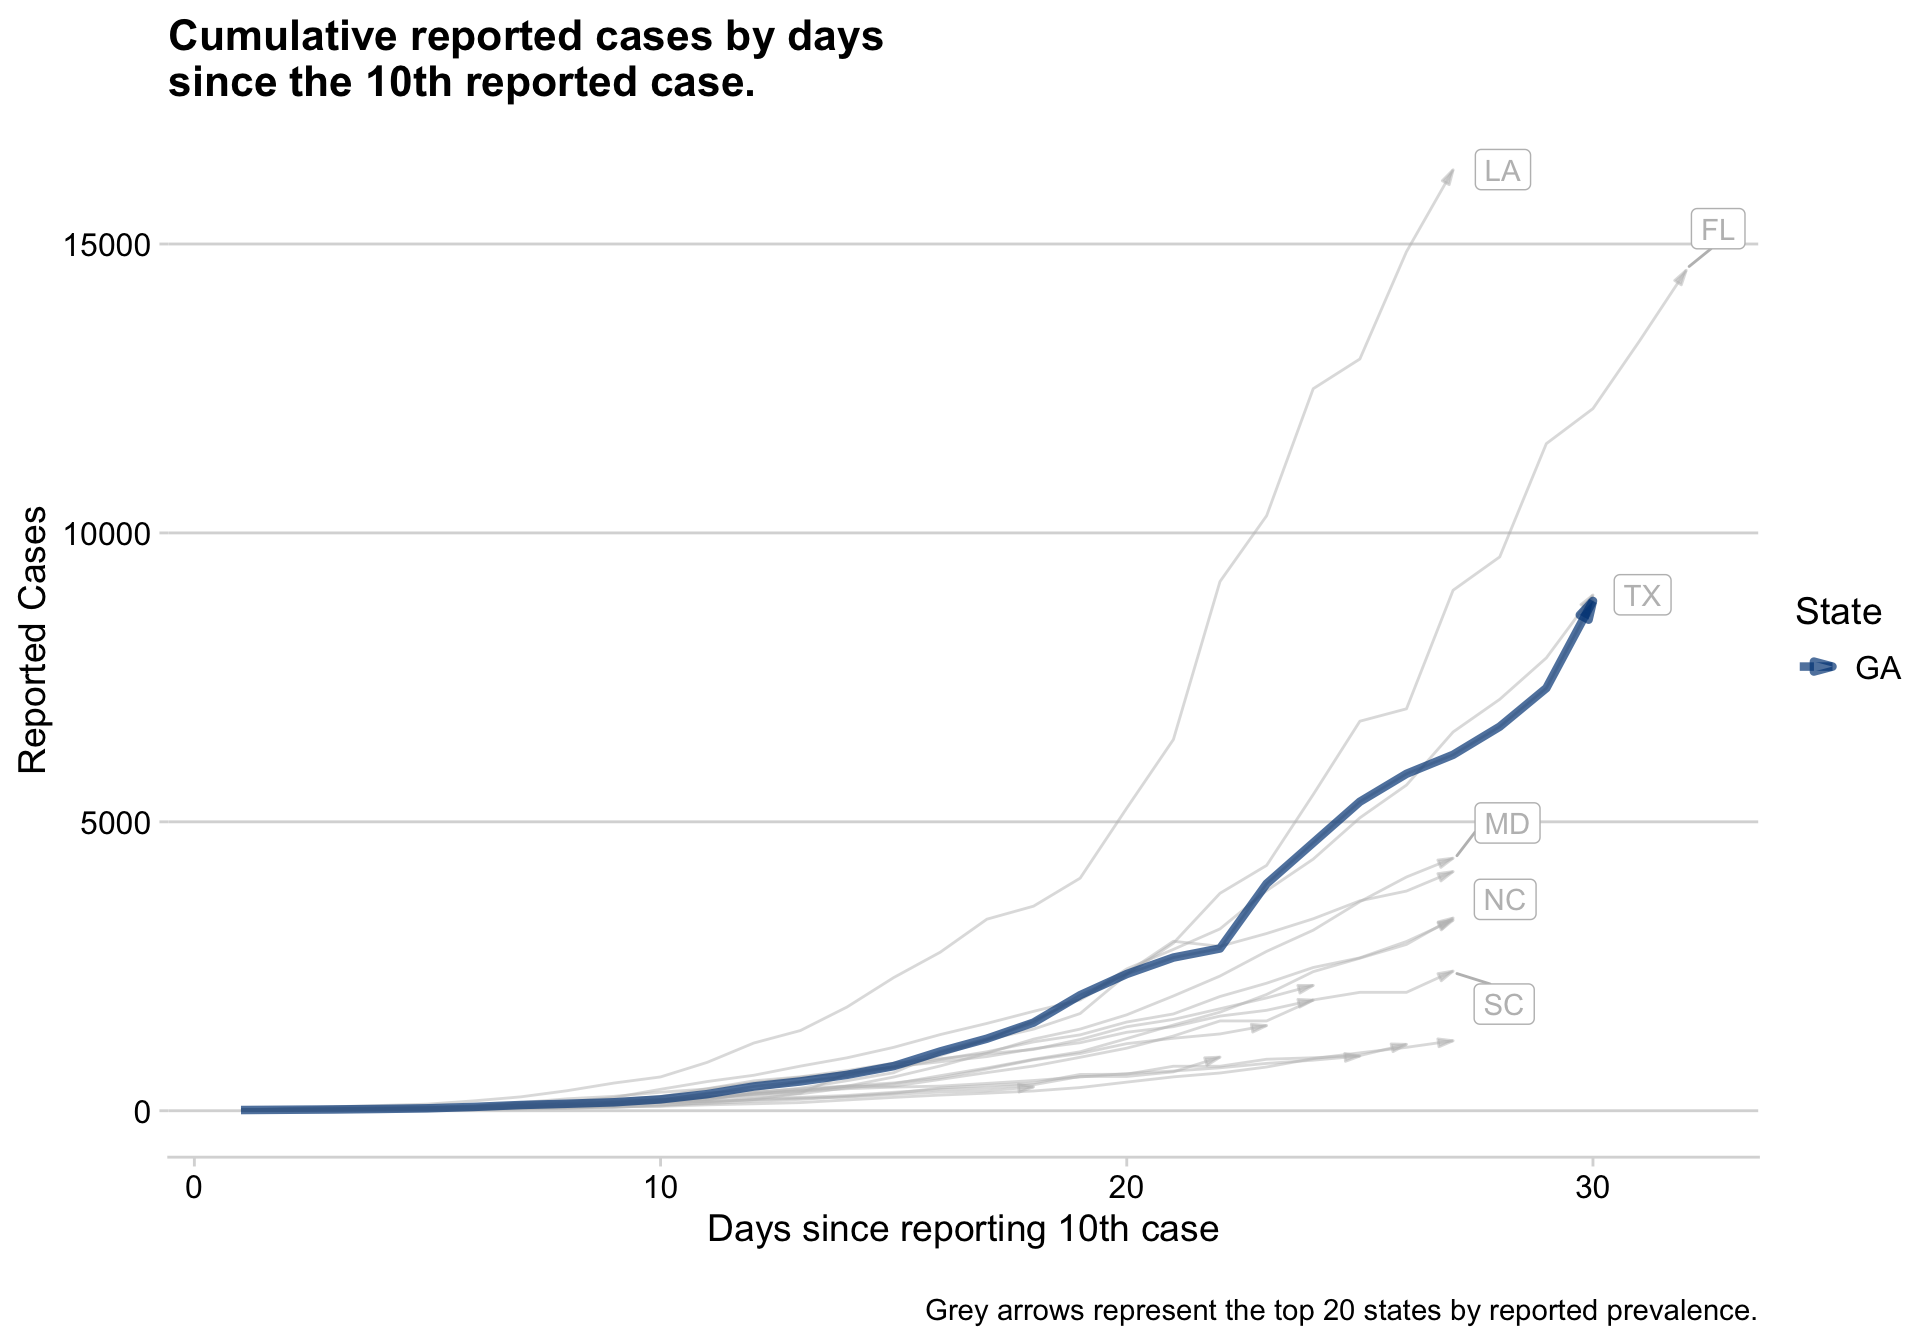 Cumulative reported cases by days
since the 10th reported case.
LA
FL
15000
10000
TX
State
GA
Reported Cases
5000
MD
NC
SC
0
0 10 20 30
Days since reporting 10th case
Grey arrows represent the top 20 states by reported prevalence.